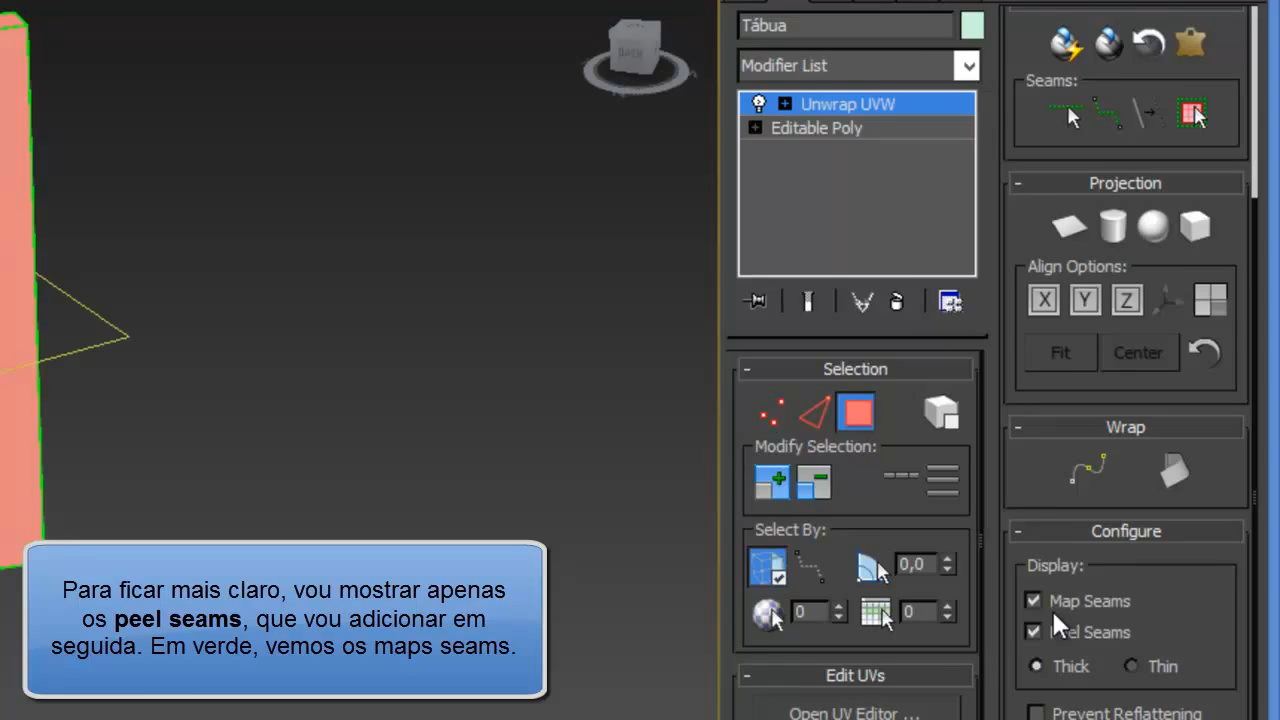 Tábua
Modifier List
Unwrap UVW
Editable Poly
Selection
Modify Selection:
Select By:
0,0
0
0
Edit UVs
Open UV Editor ...
Seams:
Projection
Align Options:
X Y Z
Fit Center
Wrap
Configure
Display:
Map Seams
Seams
Thick Thin
Prevent Reflattening
BACK
Para ficar mais claro, vou mostrar apenas
os peel seams, que vou adicionar em
seguida. Em verde, vemos os maps seams.